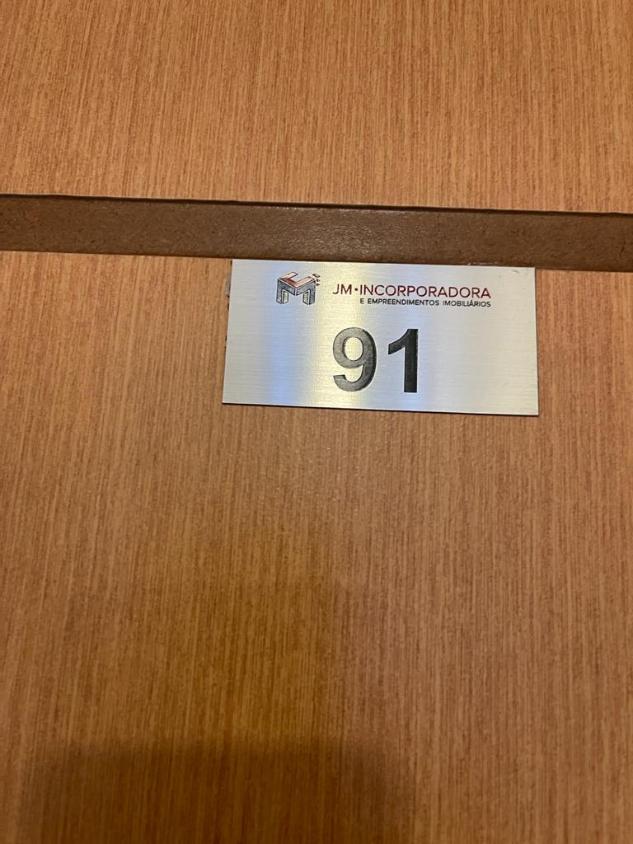 JM·INCORPORADORA
E EMPREENDIMENTOS IMOBILIÁRIOS
91